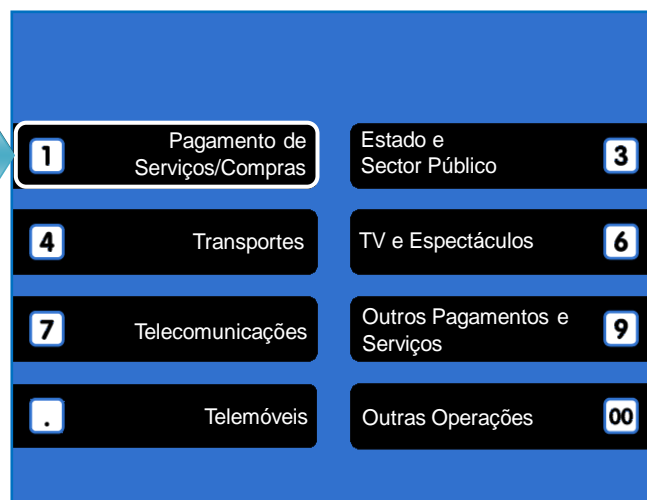 1
Pagamento de
Serviços/Compras
Estado e
Sector Público
3
4
Transportes
TV e Espectáculos
6
7
Telecomunicações
Outros Pagamentos e
Serviços
9
.
Telemóveis
Outras Operações
00